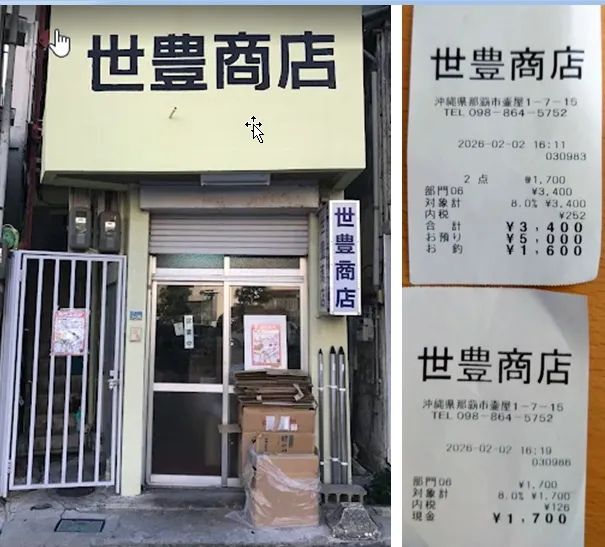 世豊商店
世豊商店
営業中
世豊商店
沖縄県那覇市壷屋1-7-15
TEL 098-864-5752
2026-02-02 16:11
030983
2 点 @1,700
部門06 ¥3,400
対象計 8.0% ¥3,400
内税 ¥252
合 計 ¥3,400
お預り ¥5,000
お 釣 ¥1,600
世豊商店
沖縄県那覇市壷屋1-7-15
TEL 098-864-5752
2026-02-02 16:19
030986
部門06 ¥1,700
対象計 8.0% ¥1,700
内税 ¥126
現金 ¥1,700